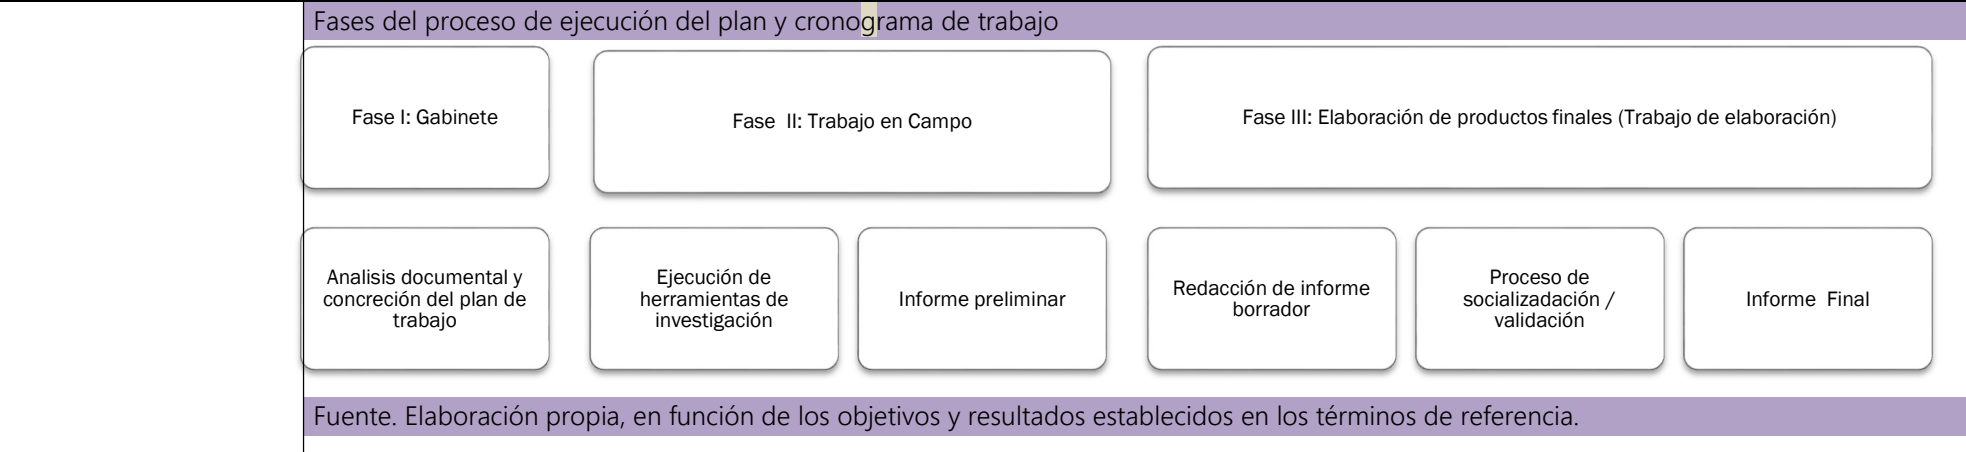 Fases del proceso de ejecución del plan y cronograma de trabajo
Fase I: Gabinete
Fase  II: Trabajo en Campo
Fase III: Elaboración de productos finales (Trabajo de elaboración)
Analisis documental y
concreción del plan de
trabajo
Ejecución de
herramientas de
investigación
Informe preliminar
Redacción de informe
borrador
Proceso de
socializadación /
validación
Informe  Final
Fuente. Elaboración propia, en función de los objetivos y resultados establecidos en los términos de referencia.